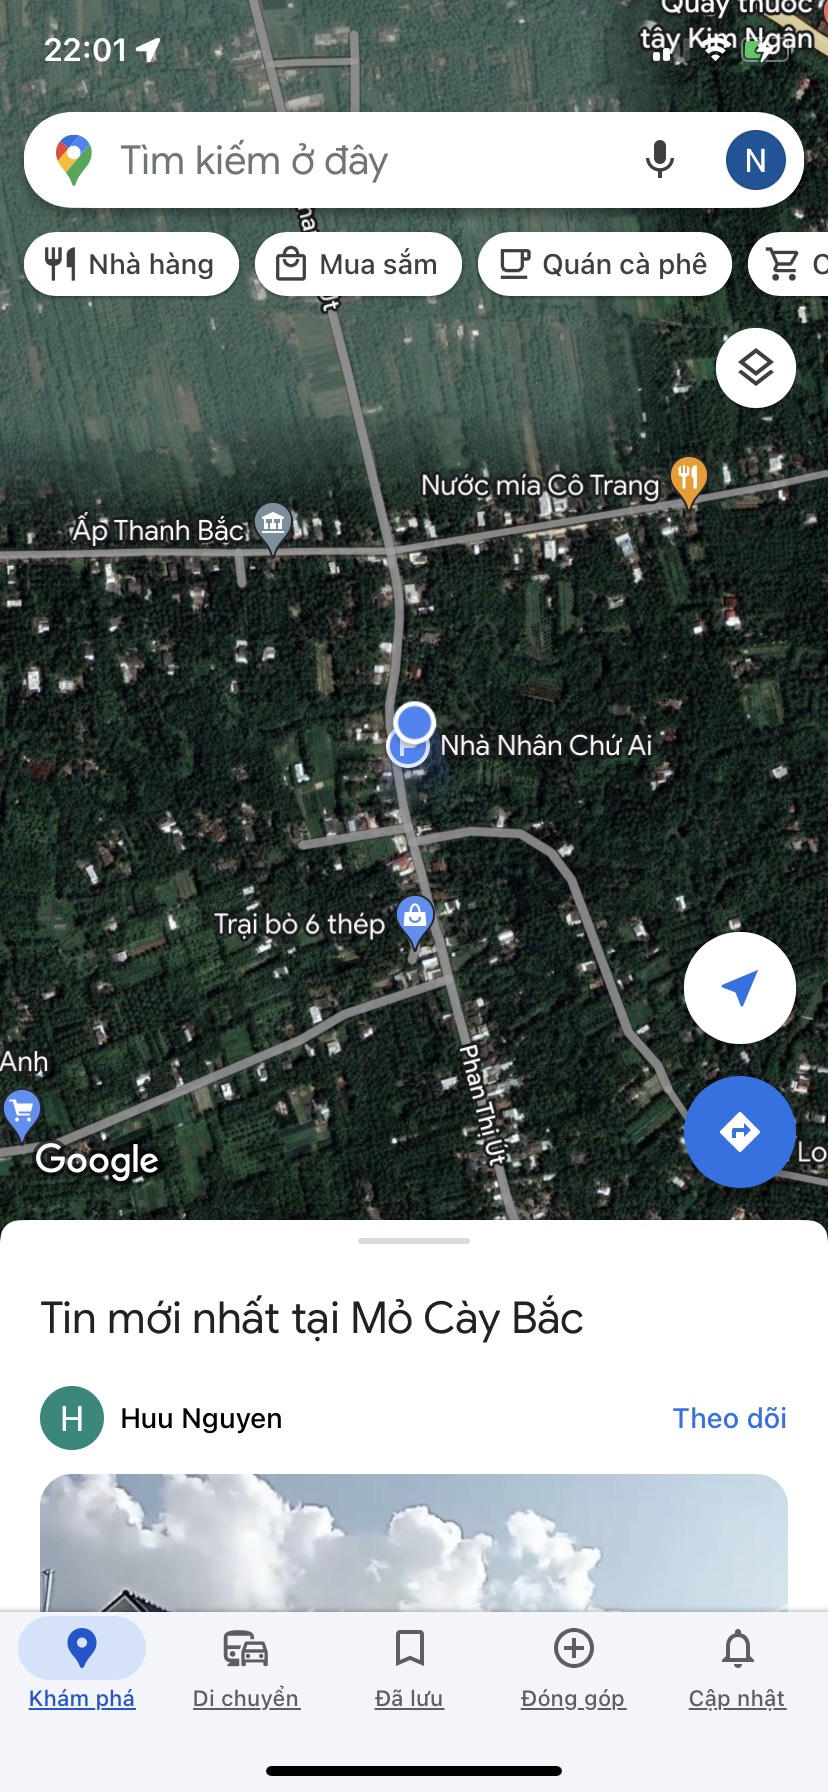 Quầy thuốc
tây Kim Ngân
22:01
Tìm kiếm ở đây
N
Nhà hàng
Mua sắm
Quán cà phê
Nước mía Cô Trang
Ấp Thanh Bắc
P
Nhà Nhân Chứ Ai
Trại bò 6 thép
Anh
Phan Thị Út
Google
Lo
Tin mới nhất tại Mỏ Cày Bắc
H
Huu Nguyen
Theo dõi
Khám phá
Di chuyển
Đã lưu
Đóng góp
Cập nhật